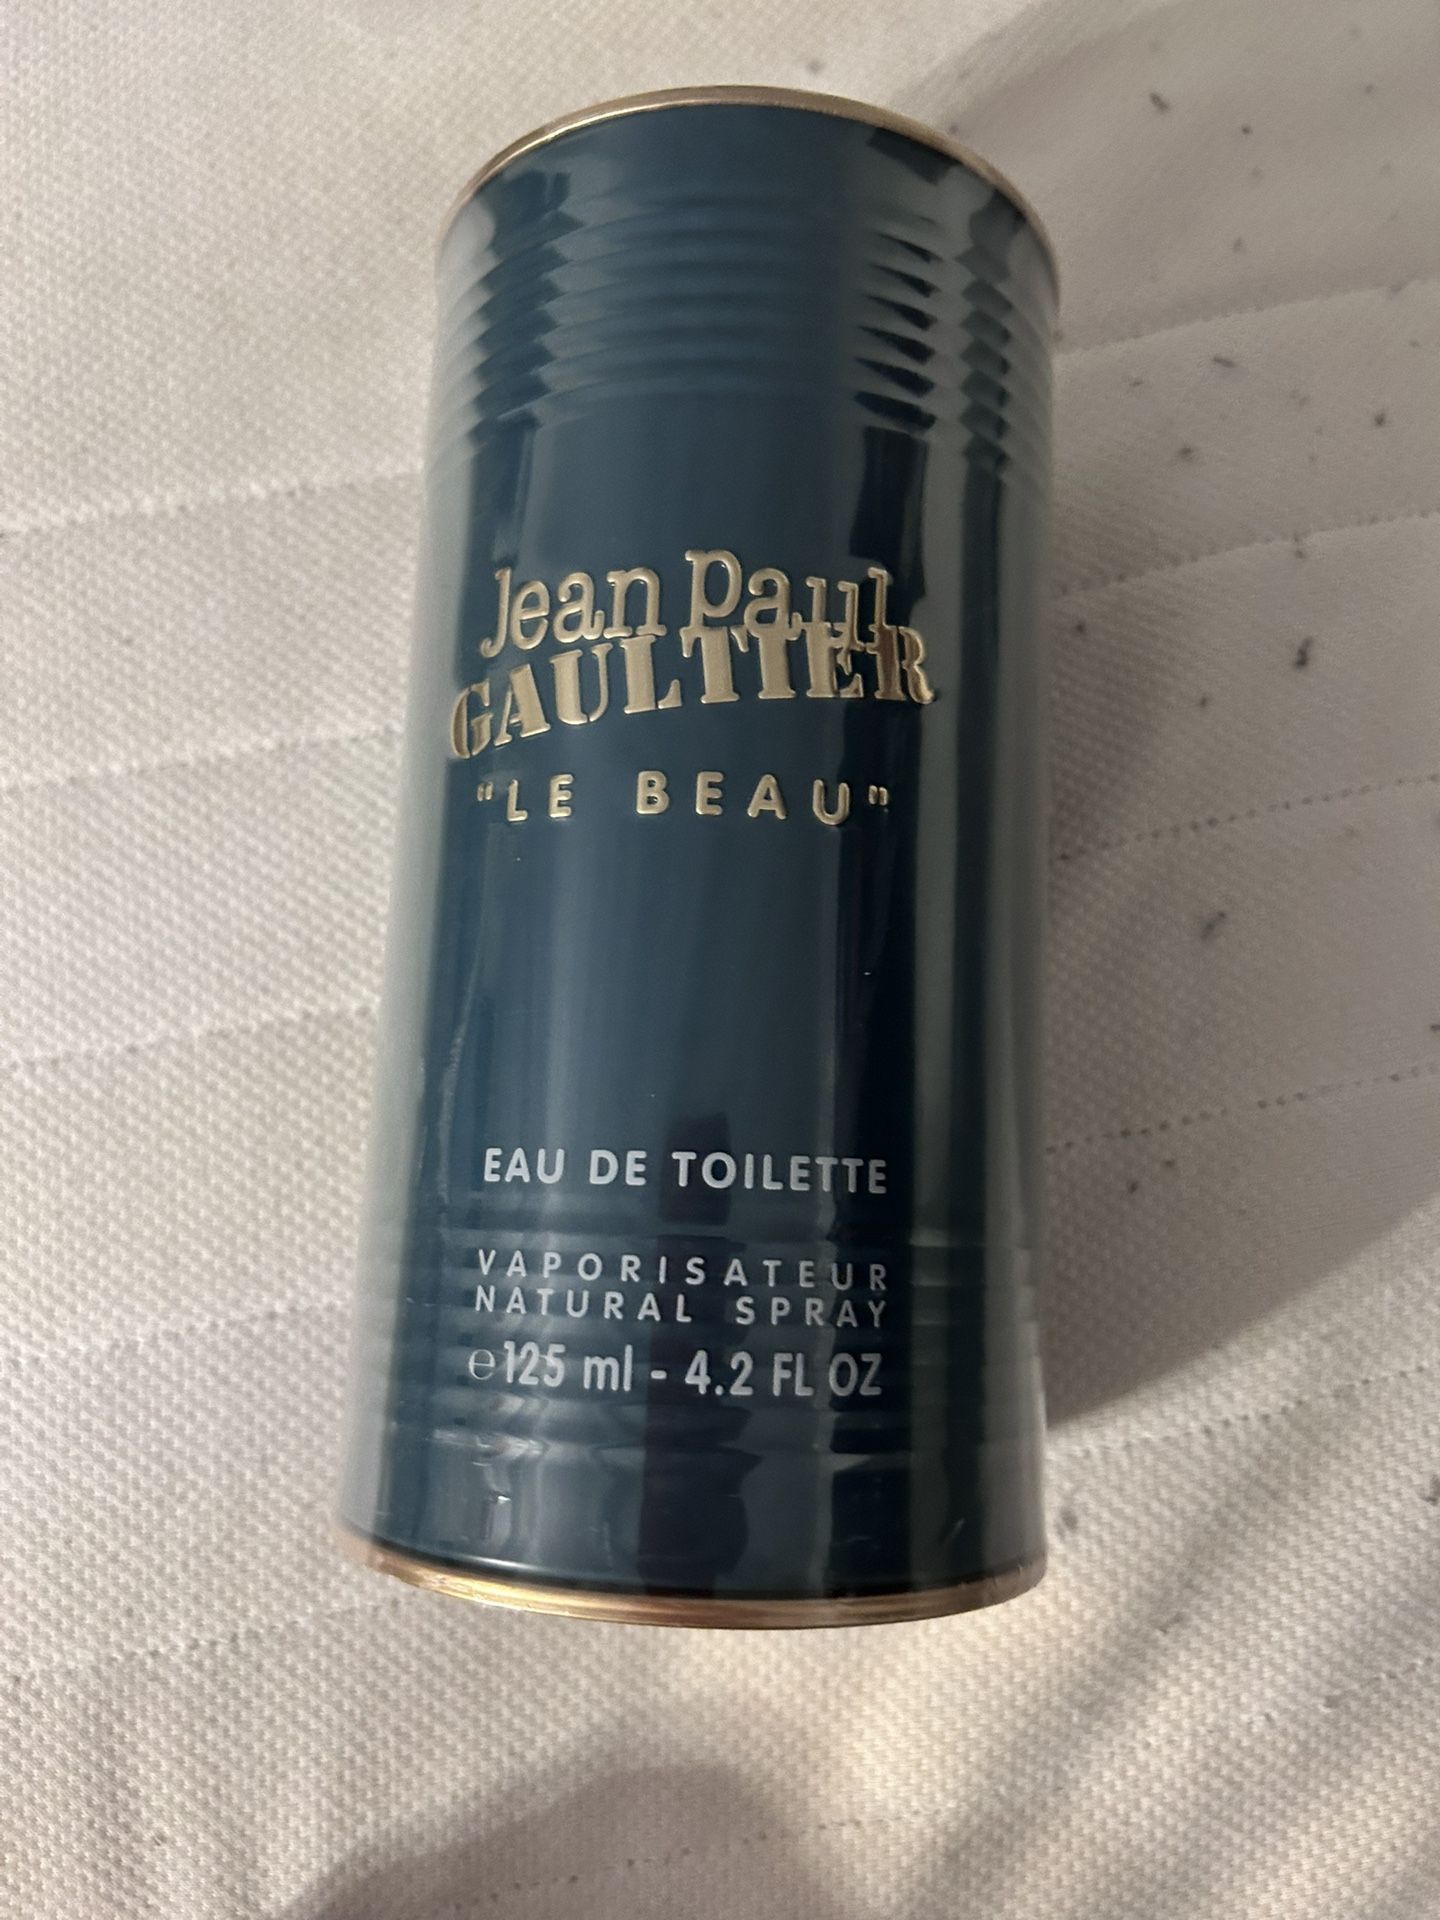 Jean Paul
GAULTIER
"LE BEAU"
EAU DE TOILETTE
VAPORISATEUR
NATURAL SPRAY
℮125 ml - 4.2 FL OZ